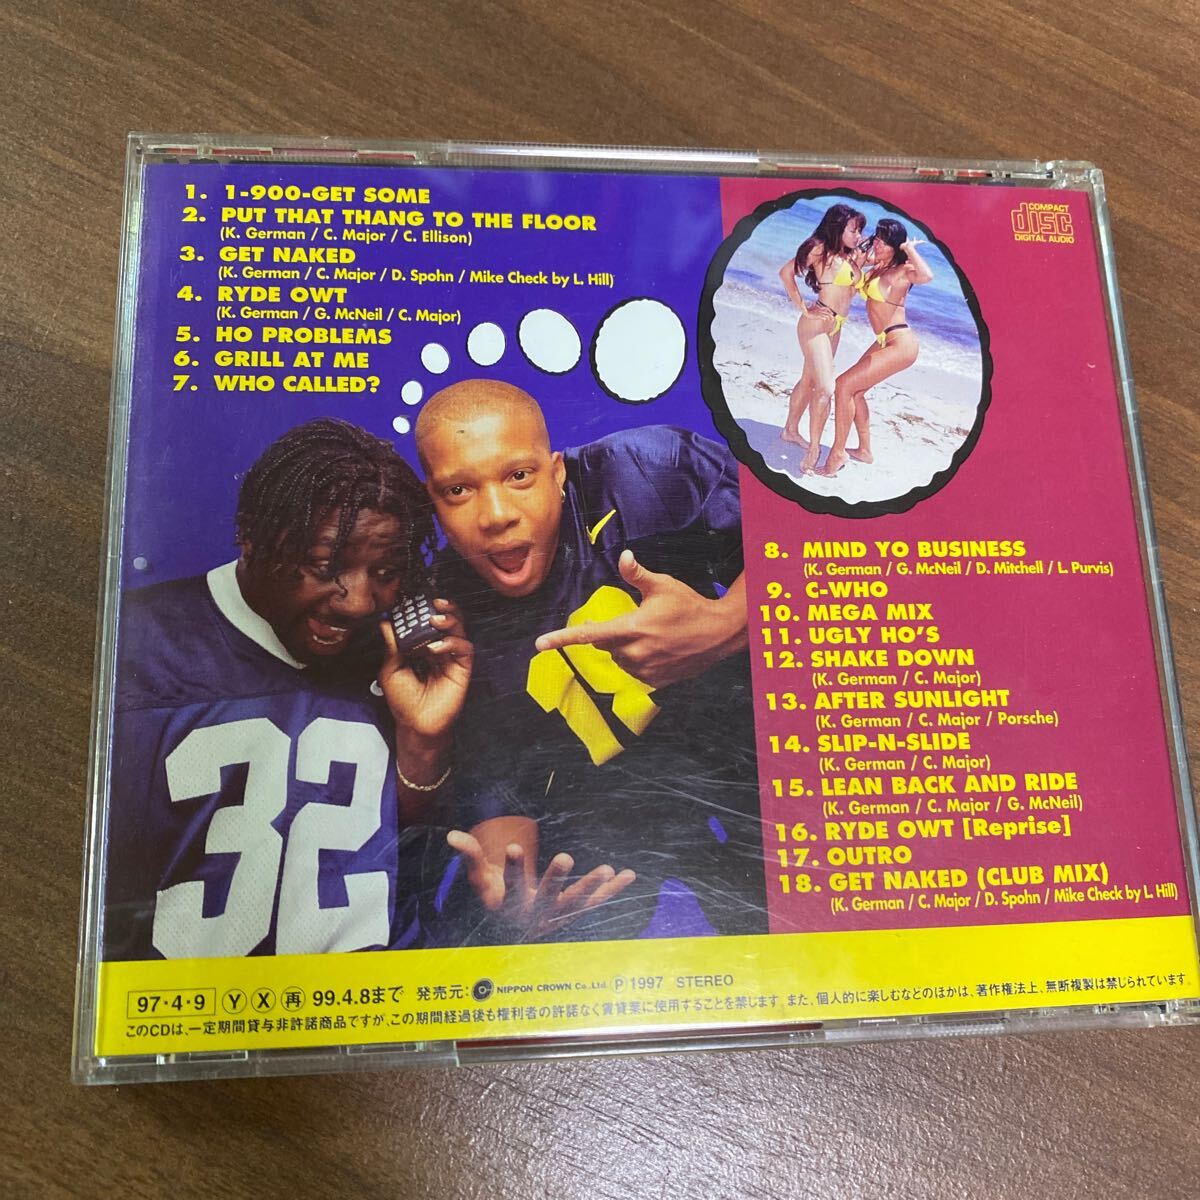 1. 1-900-GET SOME
2. PUT THAT THANG TO THE FLOOR
(K. German / C. Major / C. Ellison)
3. GET NAKED
(K. German / C. Major / D. Spohn / Mike Check by L. Hill)
4. RYDE OWT
(K. German / G. McNeil / C. Major)
5. HO PROBLEMS
6. GRILL AT ME
7. WHO CALLED?
COMPACT
disc
DIGITAL AUDIO
32
8. MIND YO BUSINESS
(K. German / G. McNeil / D. Mitchell / L. Purvis)
9. C-WHO
10. MEGA MIX
11. UGLY HO'S
12. SHAKE DOWN
(K. German / C. Major)
13. AFTER SUNLIGHT
(K. German / C. Major / Porsche)
14. SLIP-N-SLIDE
(K. German / C. Major)
15. LEAN BACK AND RIDE
(K. German / C. Major / G. McNeil)
16. RYDE OWT [Reprise]
17. OUTRO
18. GET NAKED (CLUB MIX)
(K. German / C. Major / D. Spohn / Mike Check by L. Hill)
97・4・9 Ⓨ Ⓧ 再 99.4.8まで 発売元: NIPPON CROWN Co.,Ltd. Ⓟ1997 STEREO
このCDは、一定期間貸与非許諾商品ですが、この期間経過後も権利者の許諾なく賃貸業に使用することを禁じます。また、個人的に楽しむなどのほかは、著作権法上、無断複製は禁じられています。